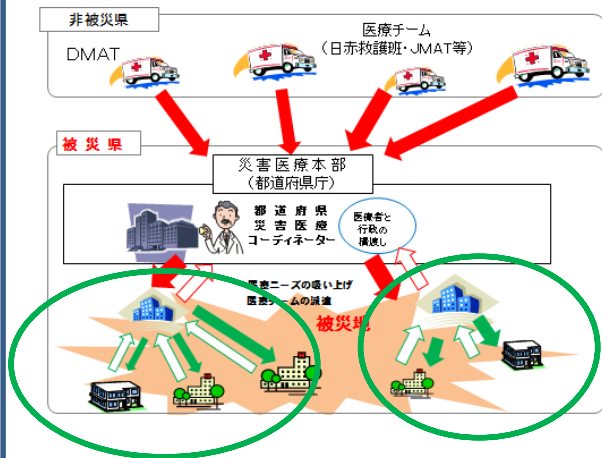 非被災県
DMAT
医療チーム
(日赤救護班・JMAT等)
被災県
災害医療本部
(都道府県庁)
都道府県
災害医療
コーディネーター
医療者と
行政の
橋渡し
医療ニーズの吸い上げ
医療チームの派遣
被災地